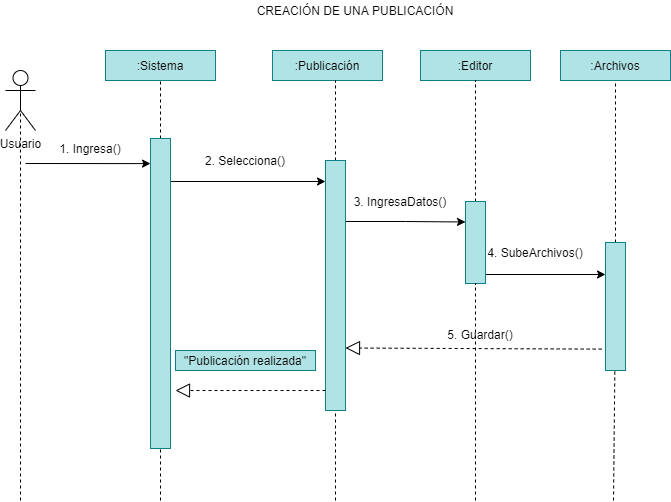 CREACIÓN DE UNA PUBLICACIÓN
:Sistema
:Publicación
:Editor
:Archivos
Usuario
1. Ingresa()
2. Selecciona()
3. IngresaDatos()
4. SubeArchivos()
5. Guardar()
"Publicación realizada"